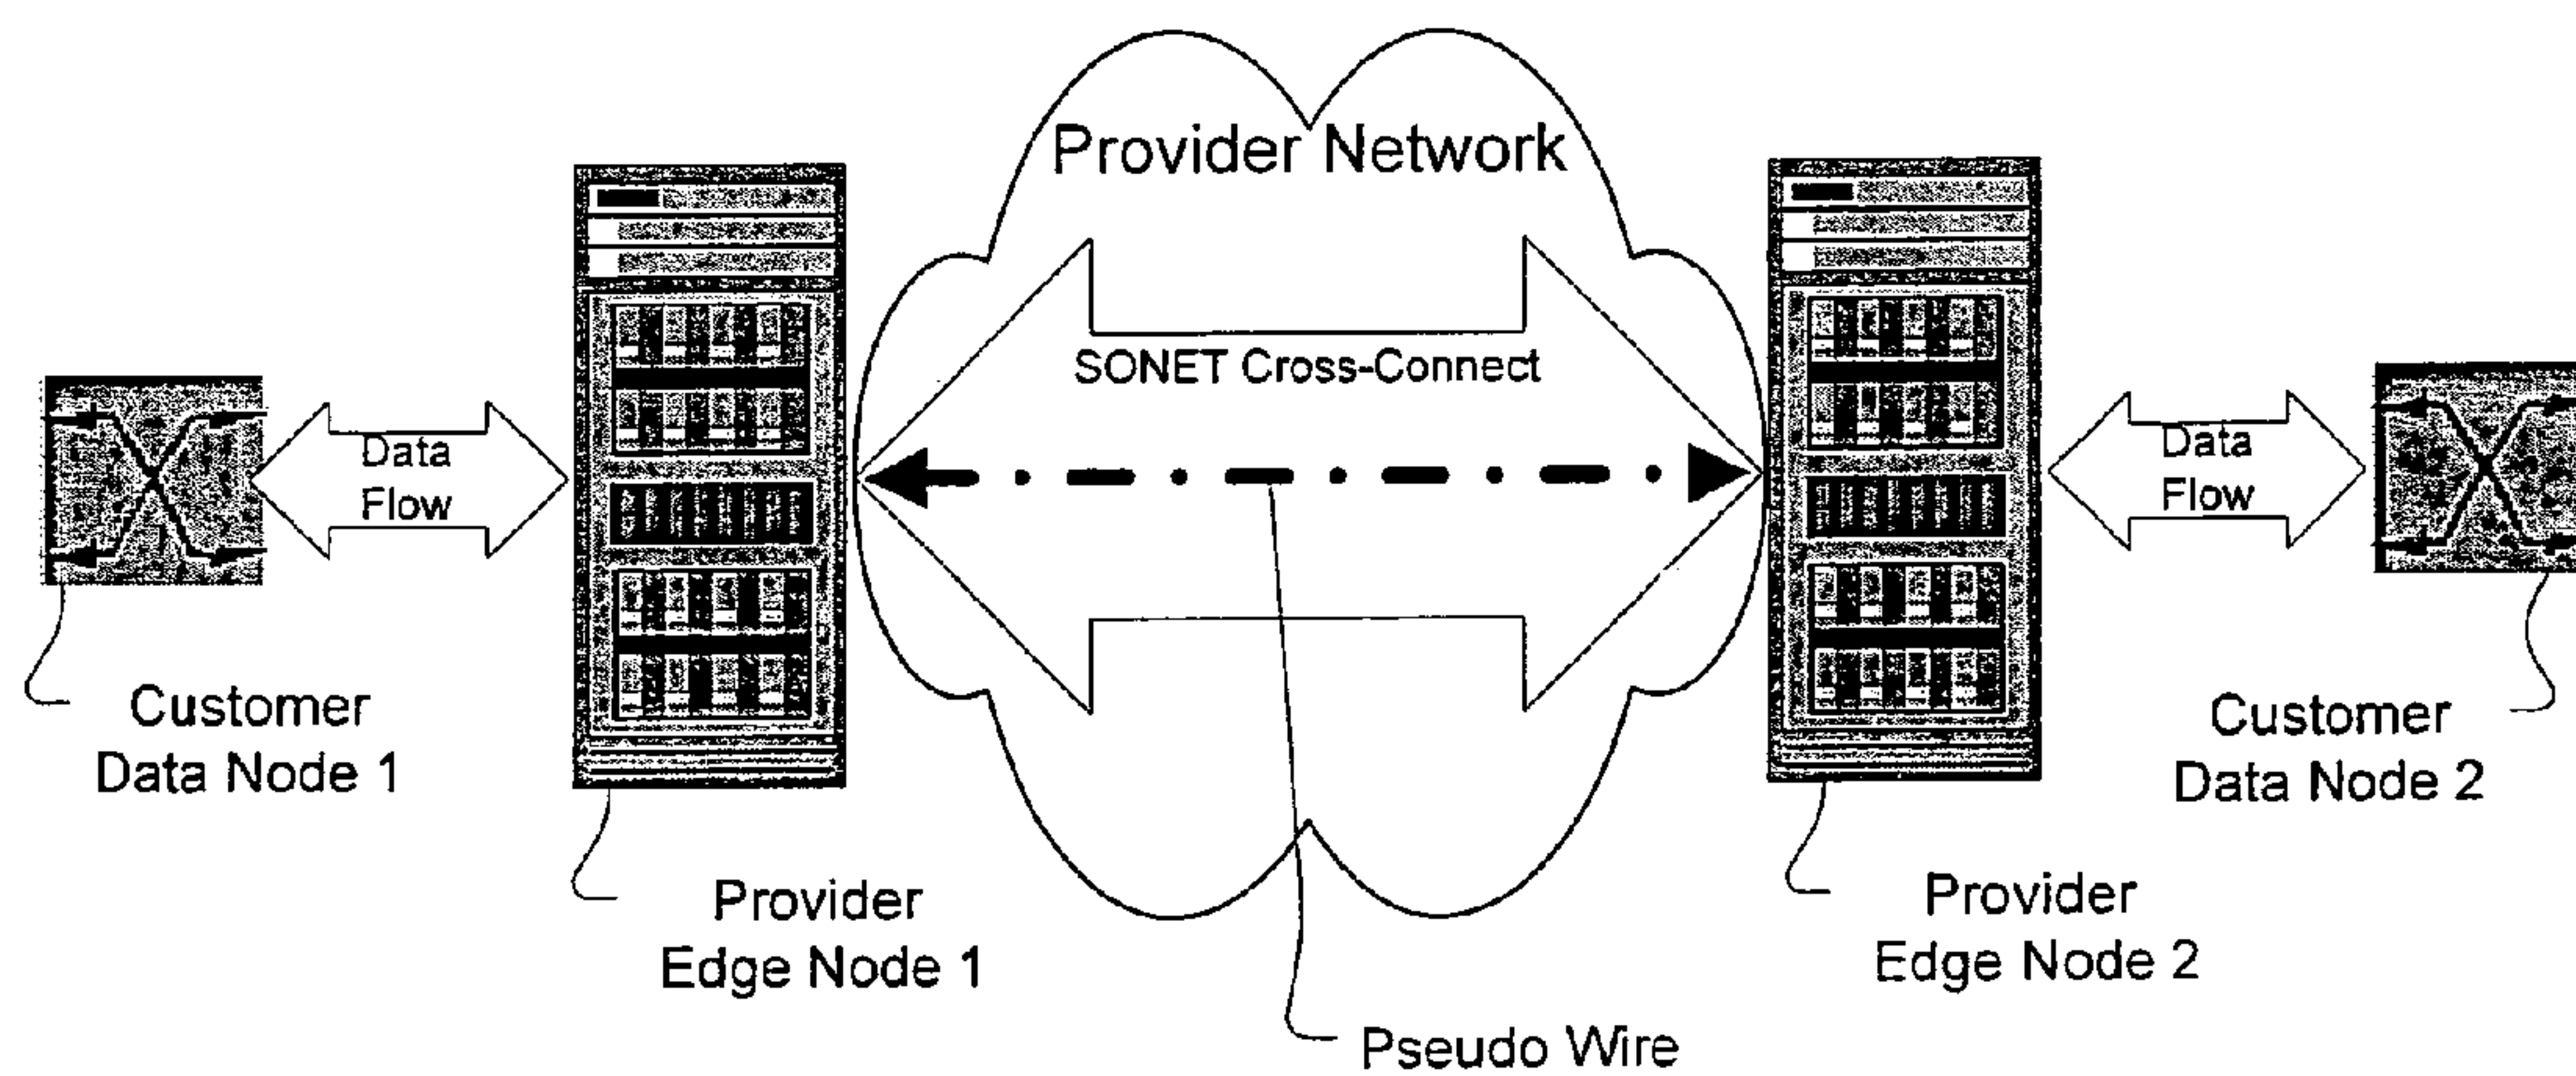 Provider Network
SONET Cross-Connect
Data
Flow
Data
Flow
Customer
Data Node 1
Customer
Data Node 2
Provider
Edge Node 1
Provider
Edge Node 2
Pseudo Wire